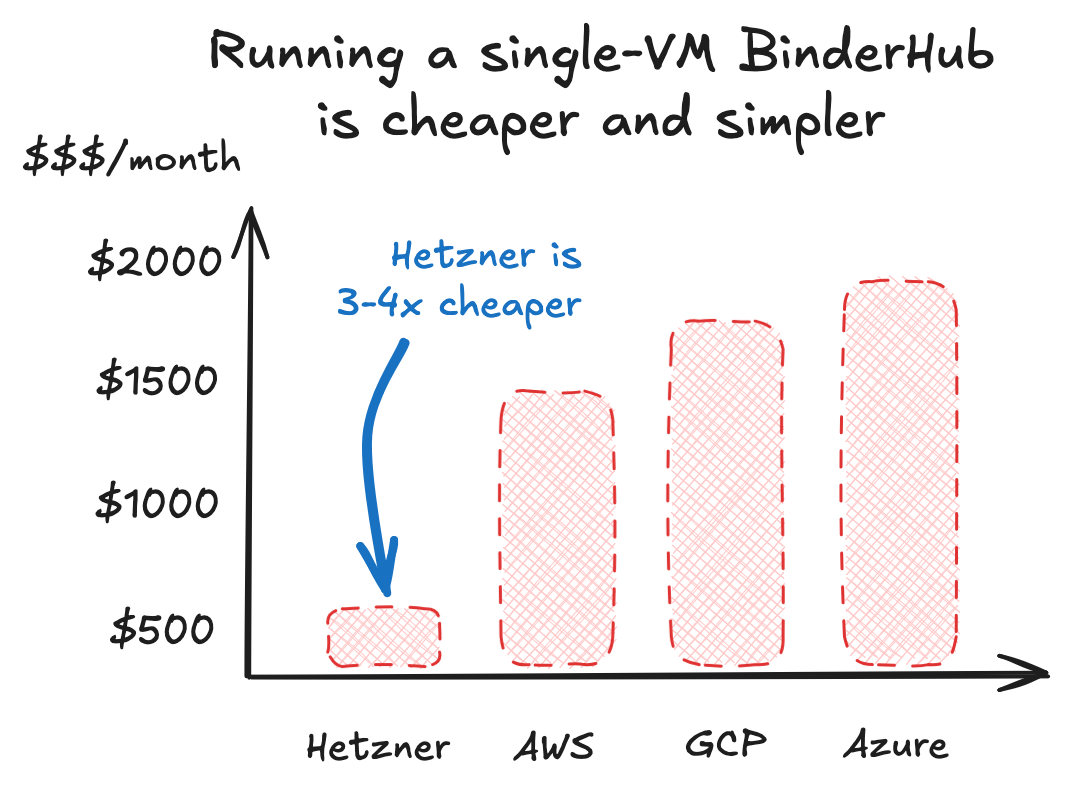 Running a single-VM BinderHub
is cheaper and simpler
$$$/month
$2000
Hetzner is
3-4x cheaper
$1500
$1000
$500
Hetzner
AWS
GCP
Azure